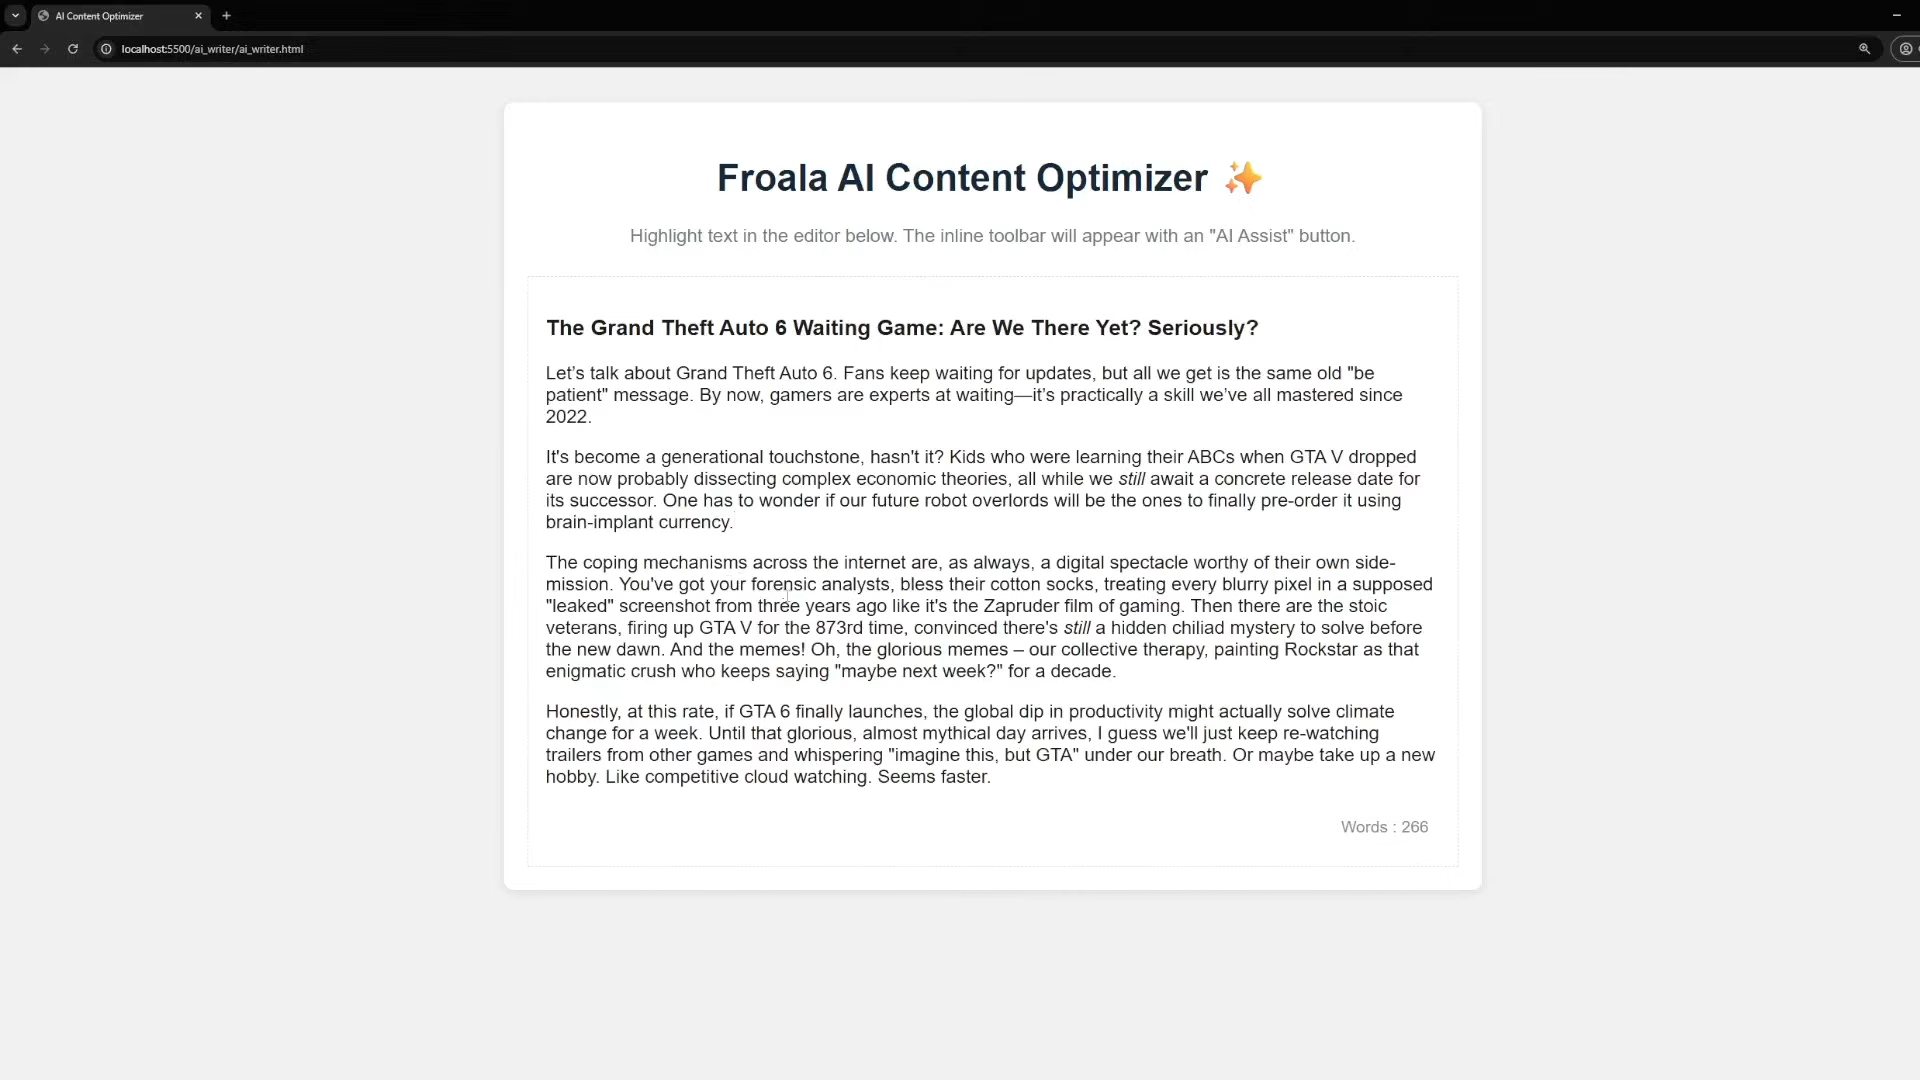 AI Content Optimizer
localhost:5500/ai_writer/ai_writer.html
Froala AI Content Optimizer ✨
Highlight text in the editor below. The inline toolbar will appear with an "AI Assist" button.
The Grand Theft Auto 6 Waiting Game: Are We There Yet? Seriously?
Let’s talk about Grand Theft Auto 6. Fans keep waiting for updates, but all we get is the same old "be
patient" message. By now, gamers are experts at waiting—it’s practically a skill we’ve all mastered since
2022.
It's become a generational touchstone, hasn't it? Kids who were learning their ABCs when GTA V dropped
are now probably dissecting complex economic theories, all while we still await a concrete release date for
its successor. One has to wonder if our future robot overlords will be the ones to finally pre-order it using
brain-implant currency.
The coping mechanisms across the internet are, as always, a digital spectacle worthy of their own side-
mission. You've got your forensic analysts, bless their cotton socks, treating every blurry pixel in a supposed
"leaked" screenshot from three years ago like it's the Zapruder film of gaming. Then there are the stoic
veterans, firing up GTA V for the 873rd time, convinced there's still a hidden chiliad mystery to solve before
the new dawn. And the memes! Oh, the glorious memes – our collective therapy, painting Rockstar as that
enigmatic crush who keeps saying "maybe next week?" for a decade.
Honestly, at this rate, if GTA 6 finally launches, the global dip in productivity might actually solve climate
change for a week. Until that glorious, almost mythical day arrives, I guess we'll just keep re-watching
trailers from other games and whispering "imagine this, but GTA" under our breath. Or maybe take up a new
hobby. Like competitive cloud watching. Seems faster.
Words : 266